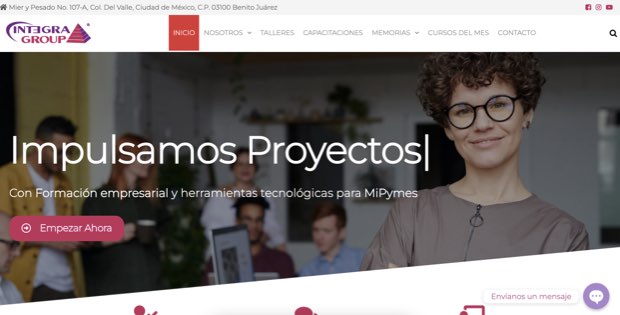 Mier y Pesado No. 107-A, Col. Del Valle, Ciudad de México, C.P. 03100 Benito Juárez
INTEGRA GROUP
INICIO NOSOTROS TALLERES CAPACITACIONES MEMORIAS CURSOS DEL MES CONTACTO
Impulsamos Proyectos|
Con Formación empresarial y herramientas tecnológicas para MiPymes
Empezar Ahora
Envíanos un mensaje